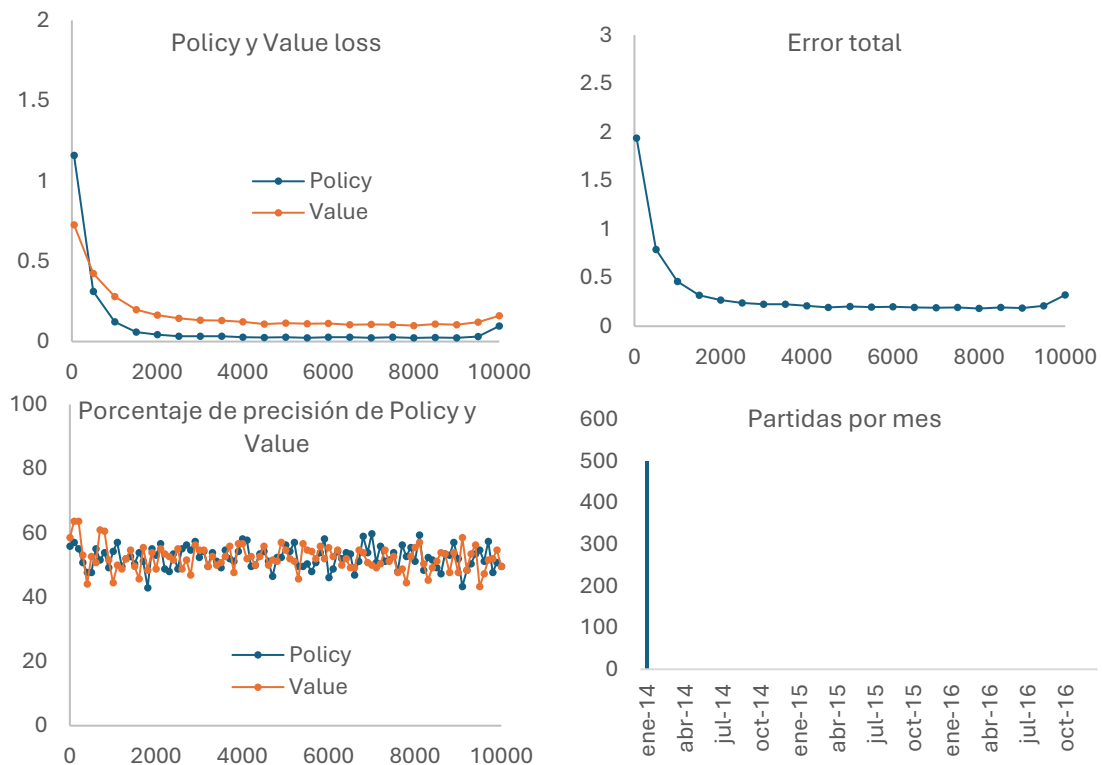 Policy y Value loss
2
1.5
1
0.5
0
Policy
Value
0 2000 4000 6000 8000 10000
Error total
3
2.5
2
1.5
1
0.5
0
0 2000 4000 6000 8000 10000
Porcentaje de precisión de Policy y
Value
100
80
60
40
20
0
Policy
Value
0 2000 4000 6000 8000 10000
Partidas por mes
600
500
400
300
200
100
0
ene-14
abr-14
jul-14
oct-14
ene-15
abr-15
jul-15
oct-15
ene-16
abr-16
jul-16
oct-16